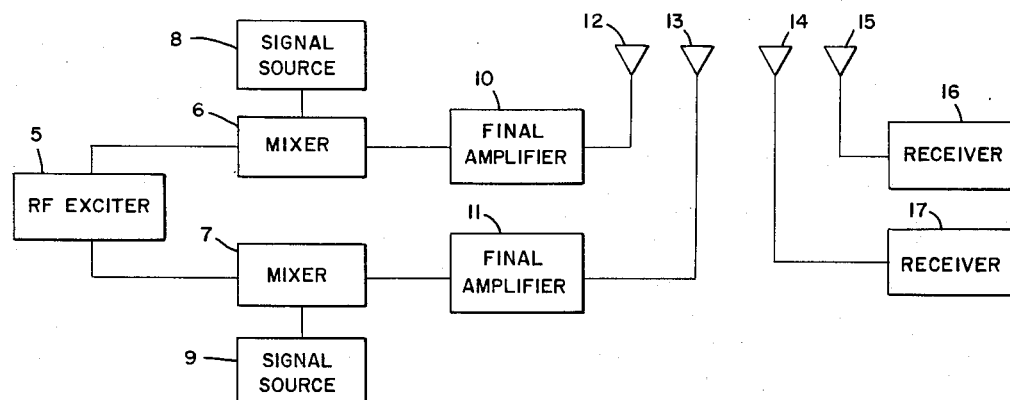 12
13
14
15
8
SIGNAL
SOURCE
10
16
6
MIXER
FINAL
AMPLIFIER
RECEIVER
5
RF EXCITER
11
17
7
MIXER
FINAL
AMPLIFIER
RECEIVER
9
SIGNAL
SOURCE